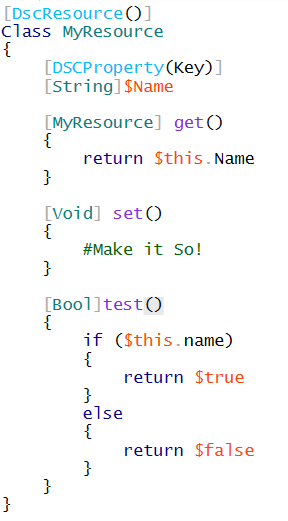 [DscResource()]
Class MyResource
{
    [DSCProperty(Key)]
    [String]$Name

    [MyResource] get()
    {
        return $this.Name
    }

    [Void] set()
    {
        #Make it So!
    }

    [Bool]test()
    {
        if ($this.name)
        {
            return $true
        }
        else
        {
            return $false
        }
    }
}